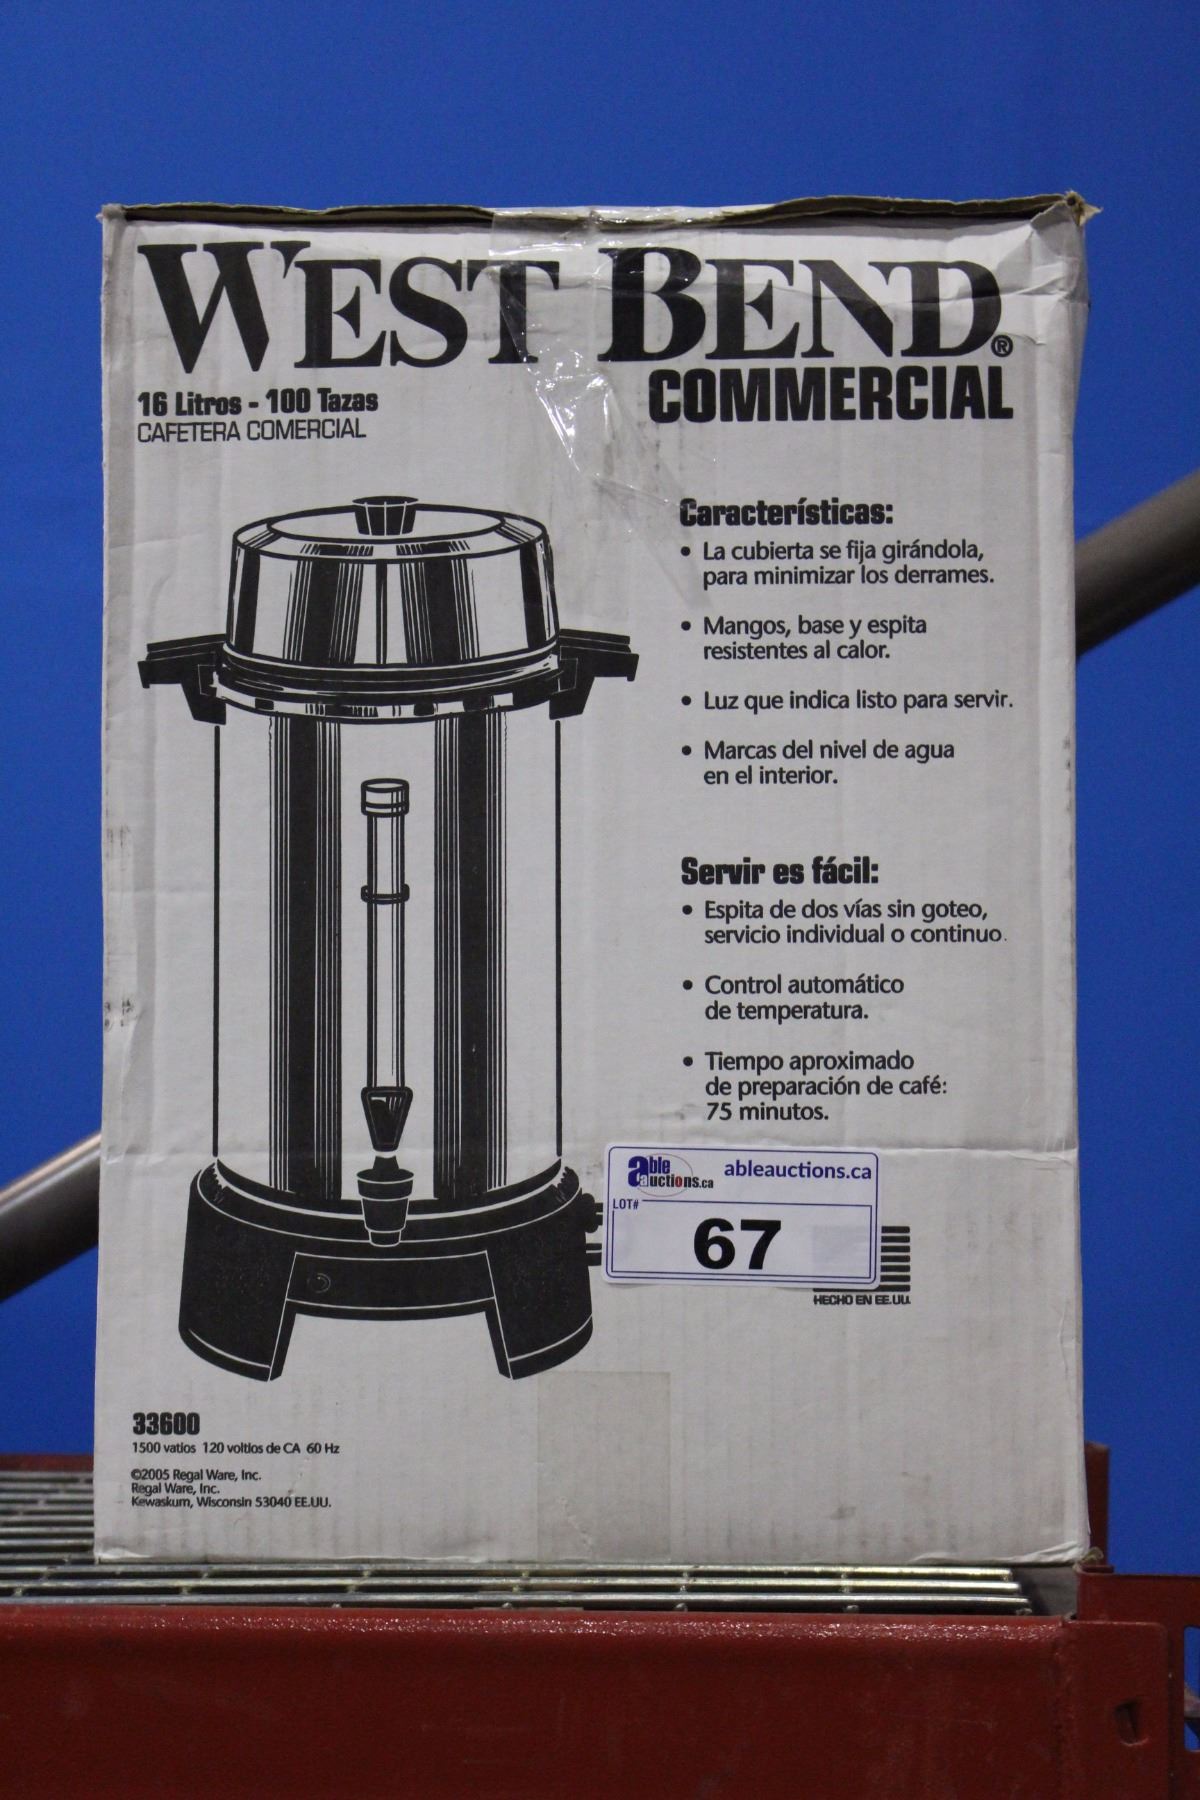 WEST BEND®
COMMERCIAL
16 Litros - 100 Tazas
CAFETERA COMERCIAL
Características:
• La cubierta se fija girándola,
para minimizar los derrames.
• Mangos, base y espita
resistentes al calor.
• Luz que indica listo para servir.
• Marcas del nivel de agua
en el interior.
Servir es fácil:
• Espita de dos vías sin goteo,
servicio individual o continuo.
• Control automático
de temperatura.
• Tiempo aproximado
de preparación de café:
75 minutos.
able auctions.ca
ableauctions.ca
LOT#
67
HECHO EN EE.UU.
33600
1500 vatios 120 voltios de CA 60 Hz
©2005 Regal Ware, Inc.
Regal Ware, Inc.
Kewaskum, Wisconsin 53040 EE.UU.